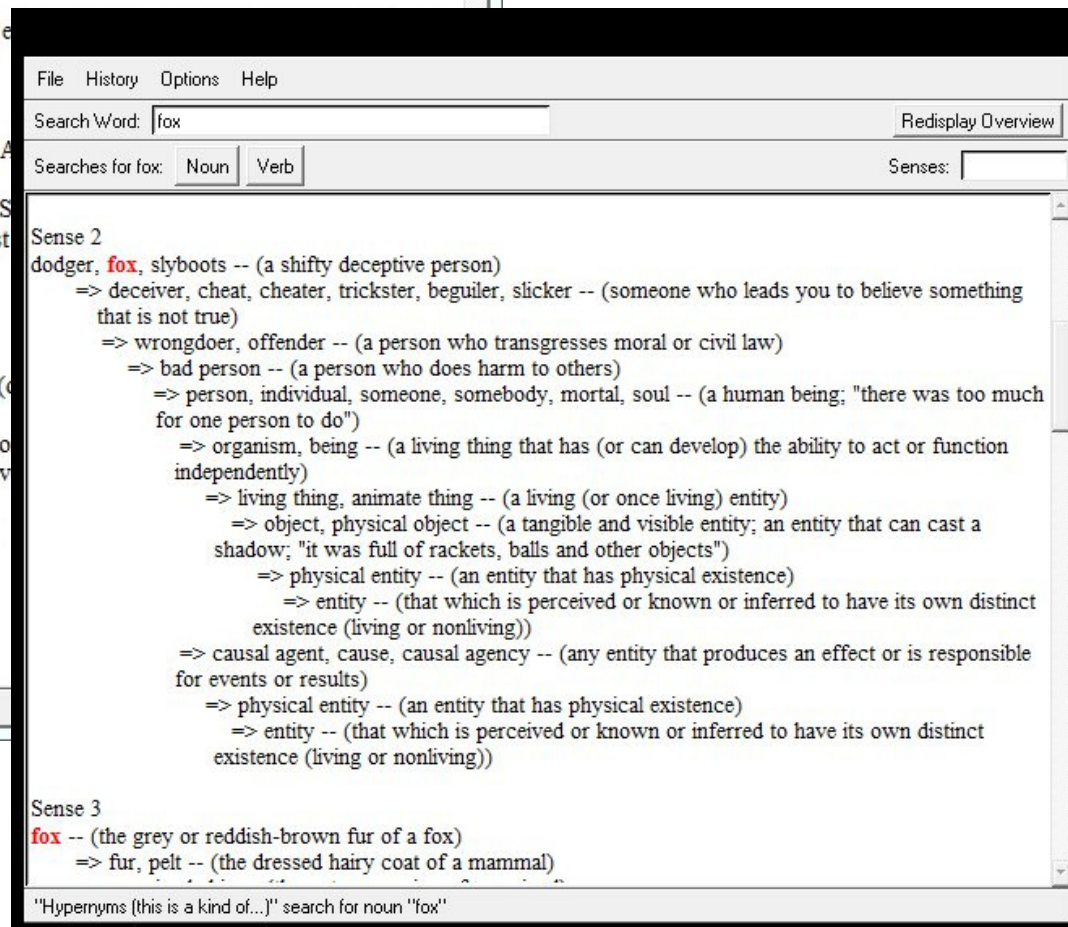 File History Options Help
Search Word: fox Redisplay Overview
Searches for fox: Noun Verb Senses:
Sense 2
dodger, fox, slyboots -- (a shifty deceptive person)
=> deceiver, cheat, cheater, trickster, beguiler, slicker -- (someone who leads you to believe something
that is not true)
=> wrongdoer, offender -- (a person who transgresses moral or civil law)
=> bad person -- (a person who does harm to others)
=> person, individual, someone, somebody, mortal, soul -- (a human being; "there was too much
for one person to do")
=> organism, being -- (a living thing that has (or can develop) the ability to act or function
independently)
=> living thing, animate thing -- (a living (or once living) entity)
=> object, physical object -- (a tangible and visible entity; an entity that can cast a
shadow; "it was full of rackets, balls and other objects")
=> physical entity -- (an entity that has physical existence)
=> entity -- (that which is perceived or known or inferred to have its own distinct
existence (living or nonliving))
=> causal agent, cause, causal agency -- (any entity that produces an effect or is responsible
for events or results)
=> physical entity -- (an entity that has physical existence)
=> entity -- (that which is perceived or known or inferred to have its own distinct
existence (living or nonliving))
Sense 3
fox -- (the grey or reddish-brown fur of a fox)
=> fur, pelt -- (the dressed hairy coat of a mammal)
"Hypernyms (this is a kind of...)" search for noun "fox"